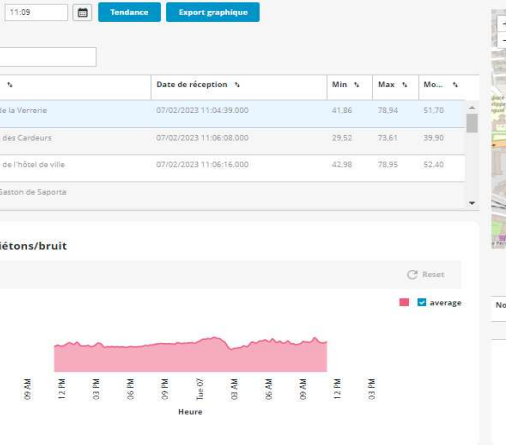 11:09 Tendance Export graphique
Date de réception Min Max Mo...
de la Verrerie 07/02/2023 11:04:39.000 41,86 78,94 51,70
des Cardeurs 07/02/2023 11:06:08.000 29,52 73,61 39,90
de l'hôtel de ville 07/02/2023 11:06:16.000 42,98 78,95 52,40
Gaston de Saporta
iétons/bruit
Reset
average
No
09 AM 12 PM 03 PM 06 PM 09 PM Tue 07 03 AM 06 AM 09 AM 12 PM 03 PM
Heure